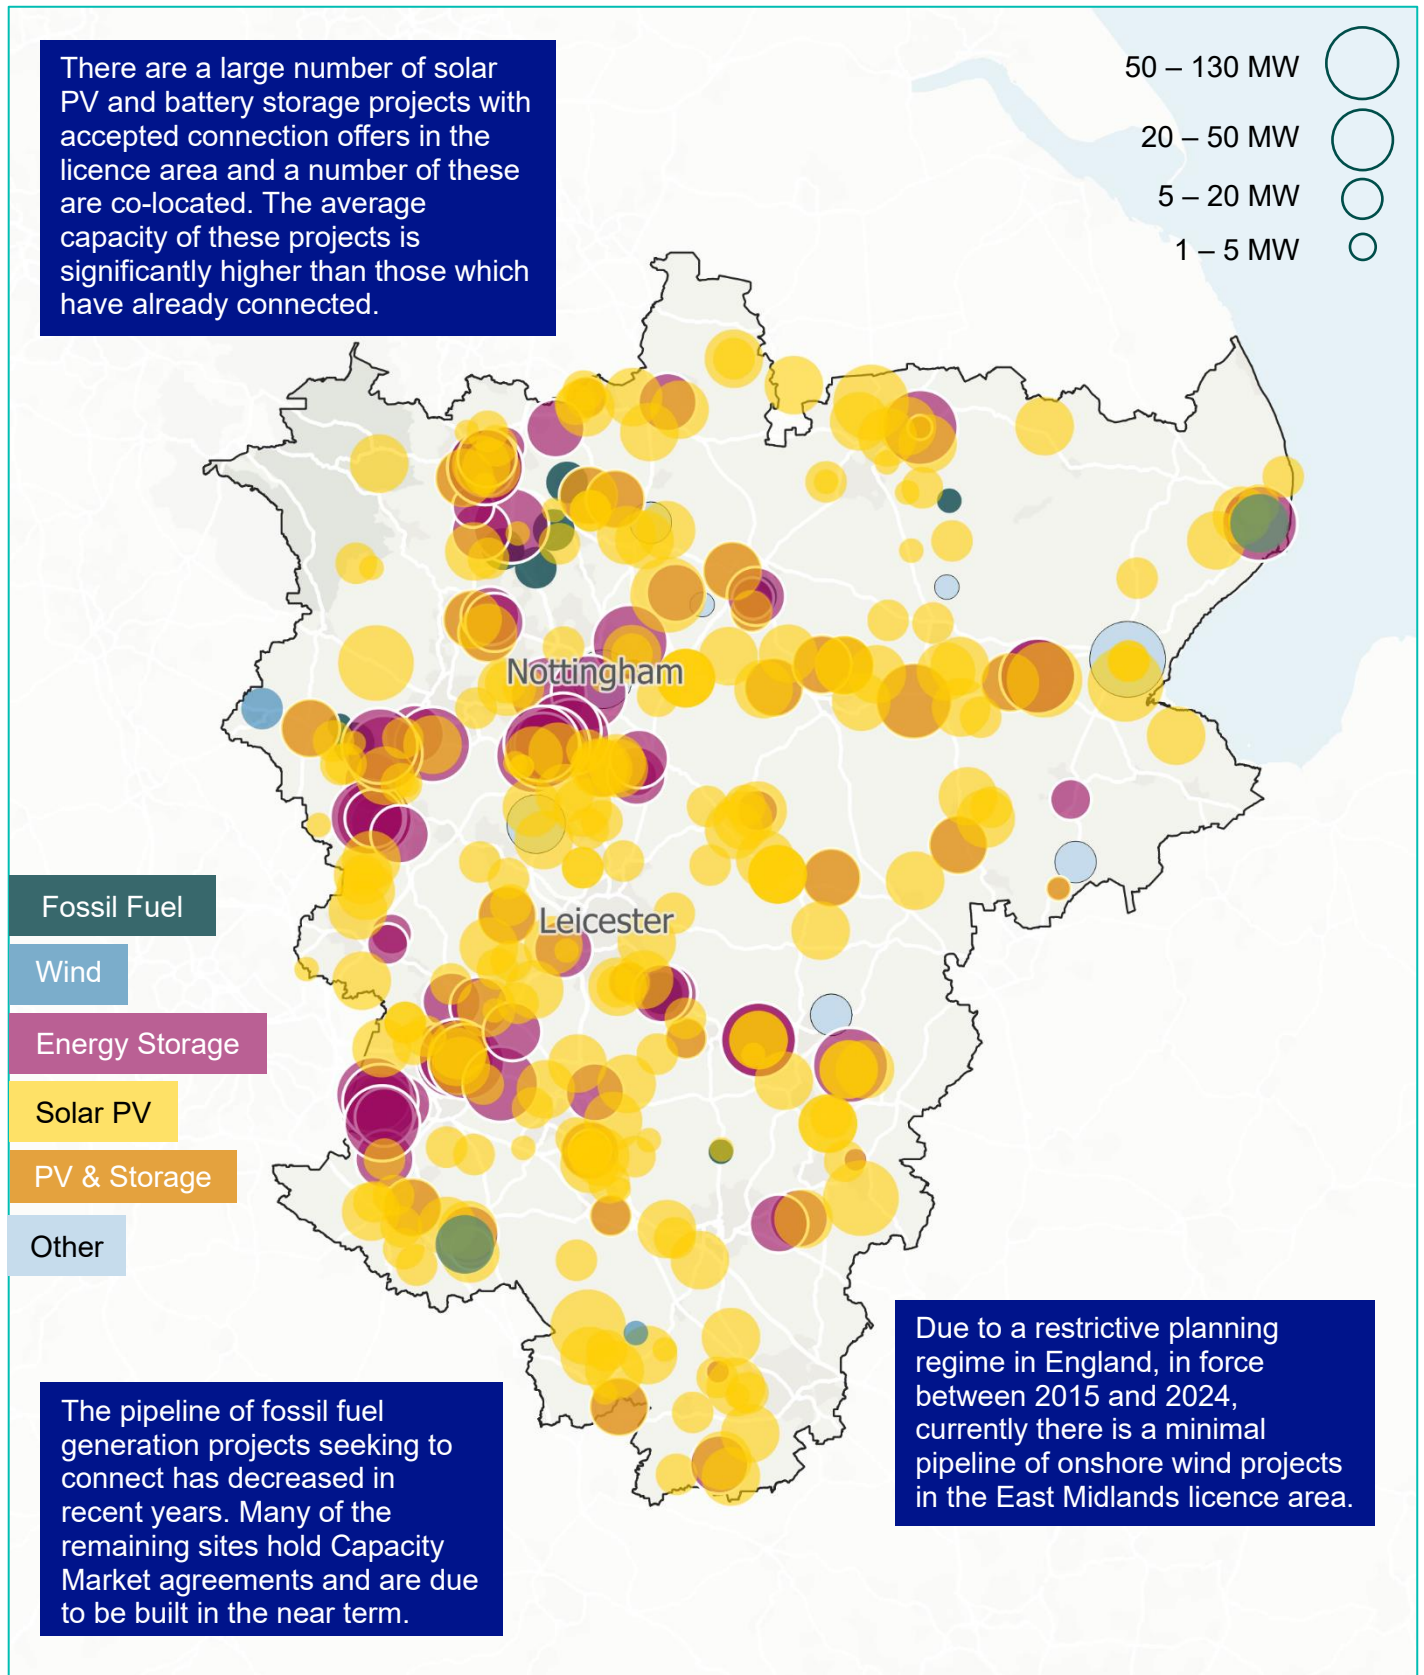 There are a large number of solar
PV and battery storage projects with
accepted connection offers in the
licence area and a number of these
are co-located. The average
capacity of these projects is
significantly higher than those which
have already connected.
50 – 130 MW
20 – 50 MW
5 – 20 MW
1 – 5 MW
Nottingham
Leicester
Fossil Fuel
Wind
Energy Storage
Solar PV
PV & Storage
Other
Due to a restrictive planning
regime in England, in force
between 2015 and 2024,
currently there is a minimal
pipeline of onshore wind projects
in the East Midlands licence area.
The pipeline of fossil fuel
generation projects seeking to
connect has decreased in
recent years. Many of the
remaining sites hold Capacity
Market agreements and are due
to be built in the near term.